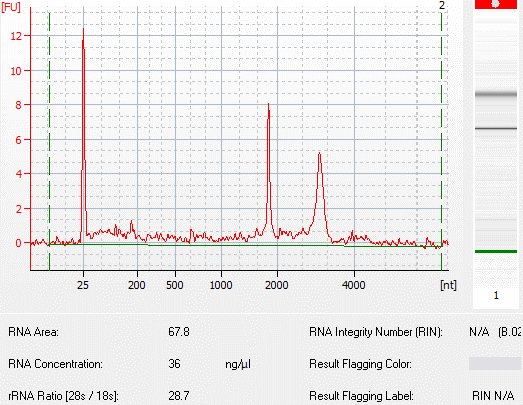 [FU]
2
12
10
8
6
4
2
0
25 200 500 1000 2000 4000 [nt]
1
RNA Area: 67.8 RNA Integrity Number (RIN): N/A (B.02
RNA Concentration: 36 ng/µl Result Flagging Color:
rRNA Ratio [28s / 18s]: 28.7 Result Flagging Label: RIN N/A